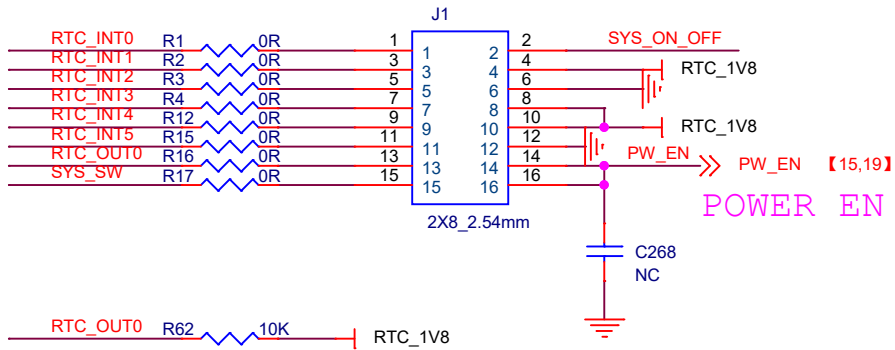 J1
RTC_INT0 R1 0R 1 1 2 2 SYS_ON_OFF
RTC_INT1 R2 0R 3 3 4 4 RTC_1V8
RTC_INT2 R3 0R 5 5 6 6
RTC_INT3 R4 0R 7 7 8 8
RTC_INT4 R12 0R 9 9 10 10 RTC_1V8
RTC_INT5 R15 0R 11 11 12 12
RTC_OUT0 R16 0R 13 13 14 14 PW_EN PW_EN 【15,19】
SYS_SW R17 0R 15 15 16 16
POWER EN
2X8_2.54mm
C268
NC
RTC_OUT0 R62 10K RTC_1V8